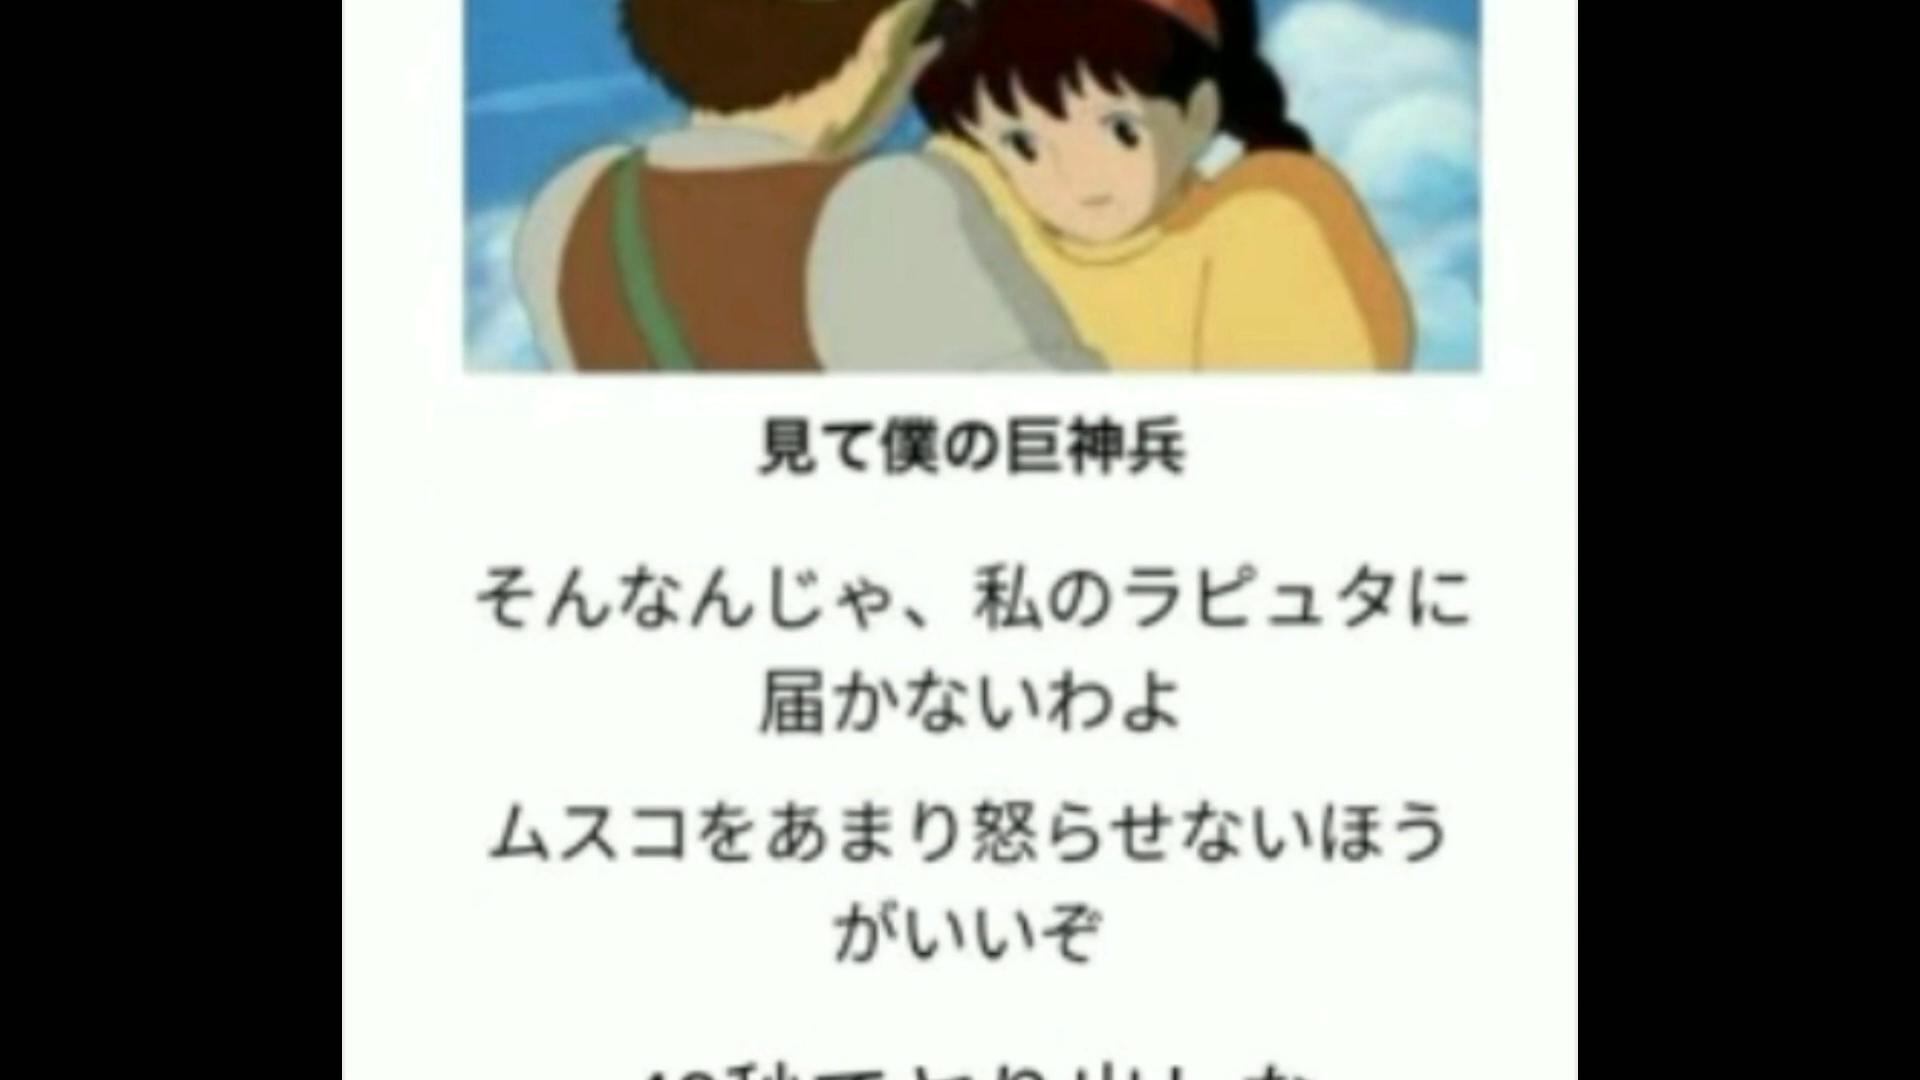 見て僕の巨神兵
そんなんじゃ、私のラピュタに
届かないわよ
ムスコをあまり怒らせないほう
がいいぞ